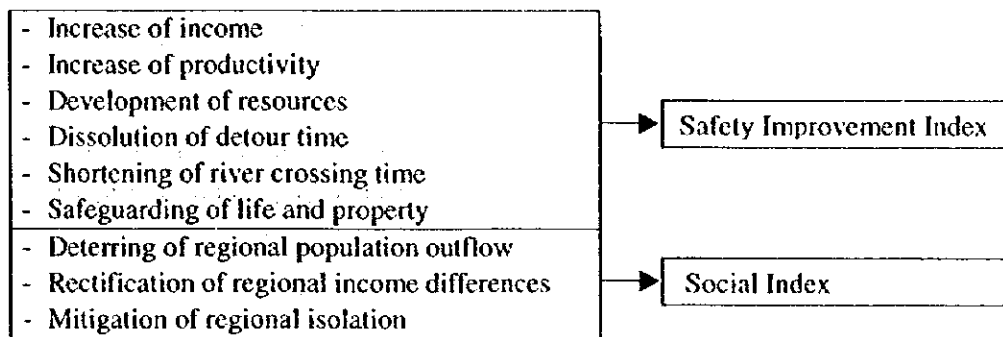 - Increase of income
- Increase of productivity
- Development of resources
- Dissolution of detour time
- Shortening of river crossing time
- Safeguarding of life and property
Safety Improvement Index
- Deterring of regional population outflow
- Rectification of regional income differences
- Mitigation of regional isolation
Social Index